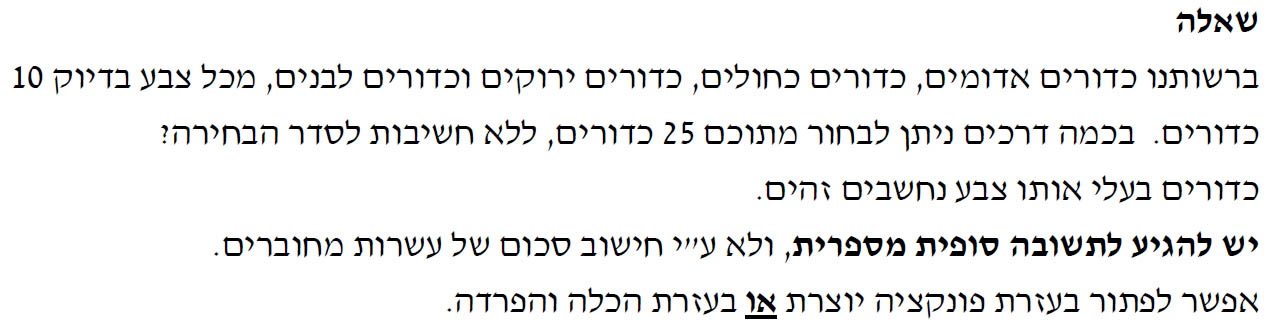 שאלה
ברשותנו כדורים אדומים, כדורים כחולים, כדורים ירוקים וכדורים לבנים, מכל צבע בדיוק 10
כדורים. בכמה דרכים ניתן לבחור מתוכם 25 כדורים, ללא חשיבות לסדר הבחירה?
כדורים בעלי אותו צבע נחשבים זהים.
יש להגיע לתשובה סופית מספרית, ולא ע"י חישוב סכום של עשרות מחוברים.
אפשר לפתור בעזרת פונקציה יוצרת או בעזרת הכלה והפרדה.